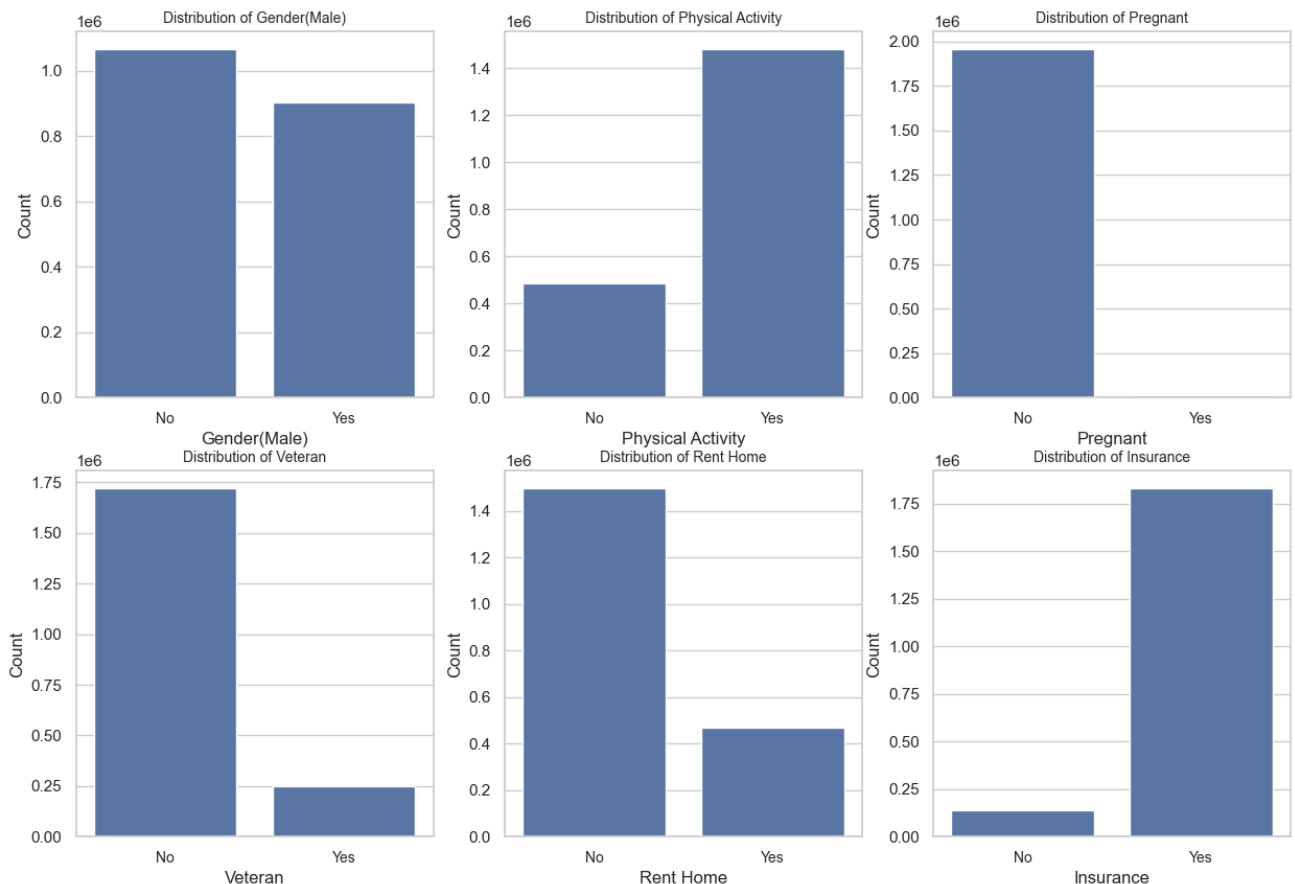 Distribution of Gender(Male)
1e6
1.0
0.8
0.6
0.4
0.2
0.0
Count
No Yes
Gender(Male)
Distribution of Physical Activity
1e6
1.4
1.2
1.0
0.8
0.6
0.4
0.2
0.0
Count
No Yes
Physical Activity
Distribution of Pregnant
1e6
2.00
1.75
1.50
1.25
1.00
0.75
0.50
0.25
0.00
Count
No Yes
Pregnant
Distribution of Veteran
1e6
1.75
1.50
1.25
1.00
0.75
0.50
0.25
0.00
Count
No Yes
Veteran
Distribution of Rent Home
1e6
1.4
1.2
1.0
0.8
0.6
0.4
0.2
0.0
Count
No Yes
Rent Home
Distribution of Insurance
1e6
1.75
1.50
1.25
1.00
0.75
0.50
0.25
0.00
Count
No Yes
Insurance